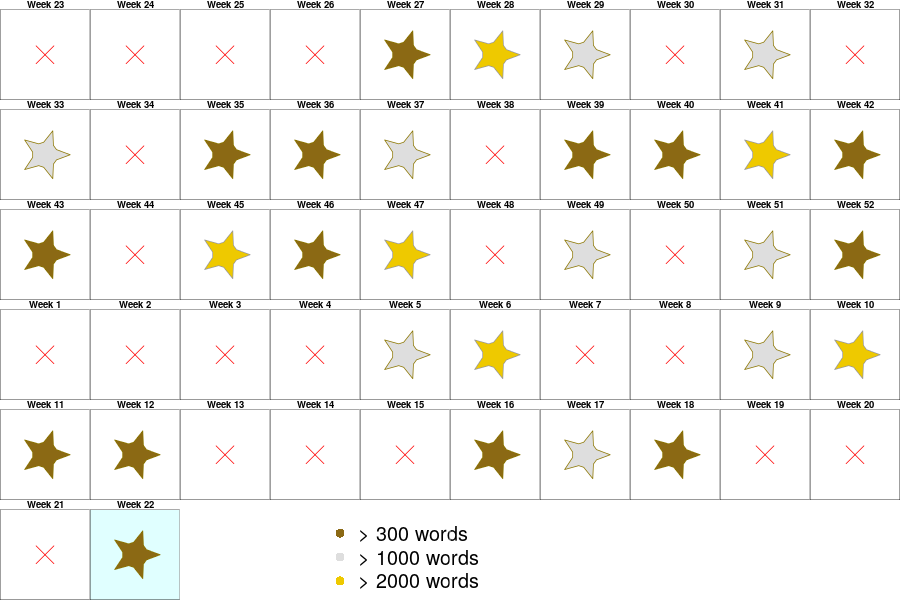 Week 23 Week 24 Week 25 Week 26 Week 27 Week 28 Week 29 Week 30 Week 31 Week 32
Week 33 Week 34 Week 35 Week 36 Week 37 Week 38 Week 39 Week 40 Week 41 Week 42
Week 43 Week 44 Week 45 Week 46 Week 47 Week 48 Week 49 Week 50 Week 51 Week 52
Week 1 Week 2 Week 3 Week 4 Week 5 Week 6 Week 7 Week 8 Week 9 Week 10
Week 11 Week 12 Week 13 Week 14 Week 15 Week 16 Week 17 Week 18 Week 19 Week 20
Week 21 Week 22
> 300 words
> 1000 words
> 2000 words